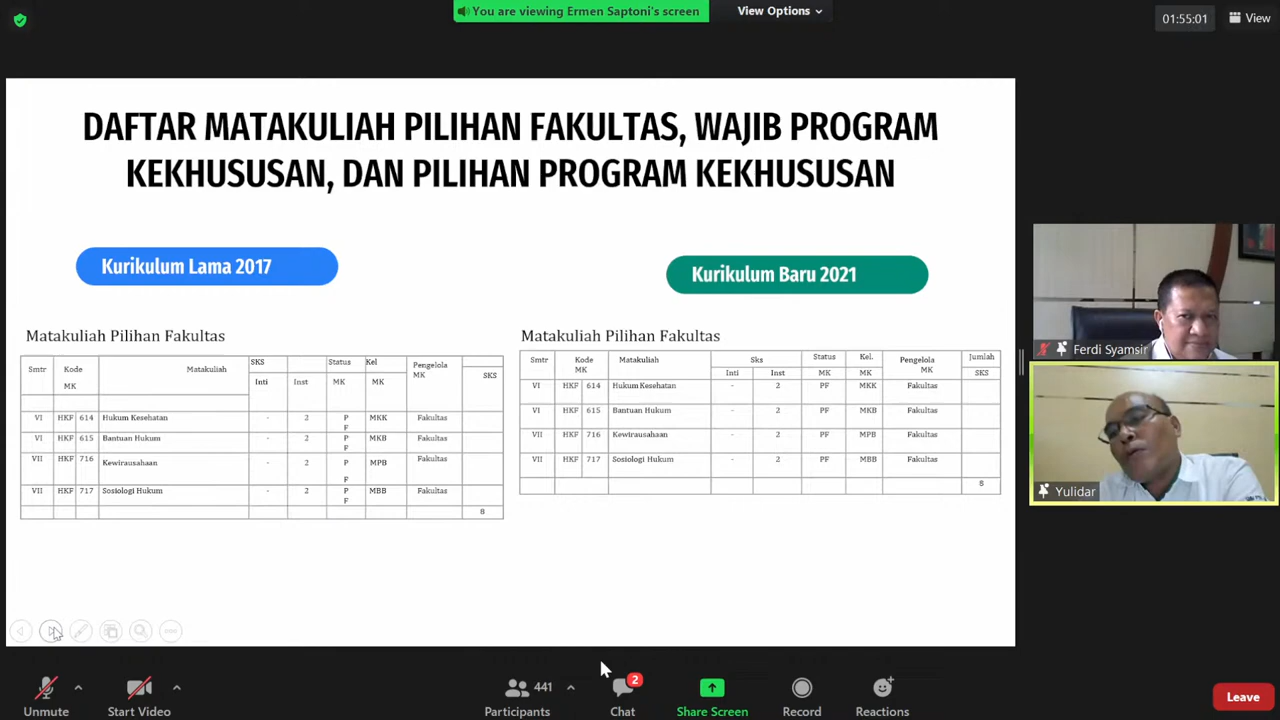 You are viewing Ermen Saptoni's screen
View Options
01:55:01
View
DAFTAR MATAKULIAH PILIHAN FAKULTAS, WAJIB PROGRAM
KEKHUSUSAN, DAN PILIHAN PROGRAM KEKHUSUSAN
Kurikulum Lama 2017
Matakuliah Pilihan Fakultas
Smtr Kode MK Matakuliah SKS Inti Inst Status MK Kel MK Pengelola MK SKS
VI HKF 614 Hukum Kesehatan - 2 P F MKK Fakultas
VI HKF 615 Bantuan Hukum - 2 P F MKB Fakultas
VII HKF 716 Kewirausahaan - 2 P F MPB Fakultas
VII HKF 717 Sosiologi Hukum - 2 P F MBB Fakultas
8
Kurikulum Baru 2021
Matakuliah Pilihan Fakultas
Smtr Kode MK Matakuliah Sks Inti Inst Status MK Kel. MK Pengelola MK Jumlah SKS
VI HKF 614 Hukum Kesehatan - 2 PF MKK Fakultas
VI HKF 615 Bantuan Hukum - 2 PF MKB Fakultas
VII HKF 716 Kewirausahaan - 2 PF MPB Fakultas
VII HKF 717 Sosiologi Hukum - 2 PF MBB Fakultas
8
Ferdi Syamsir
Yulidar
Unmute
Start Video
441
Participants
2
Chat
Share Screen
Record
Reactions
Leave